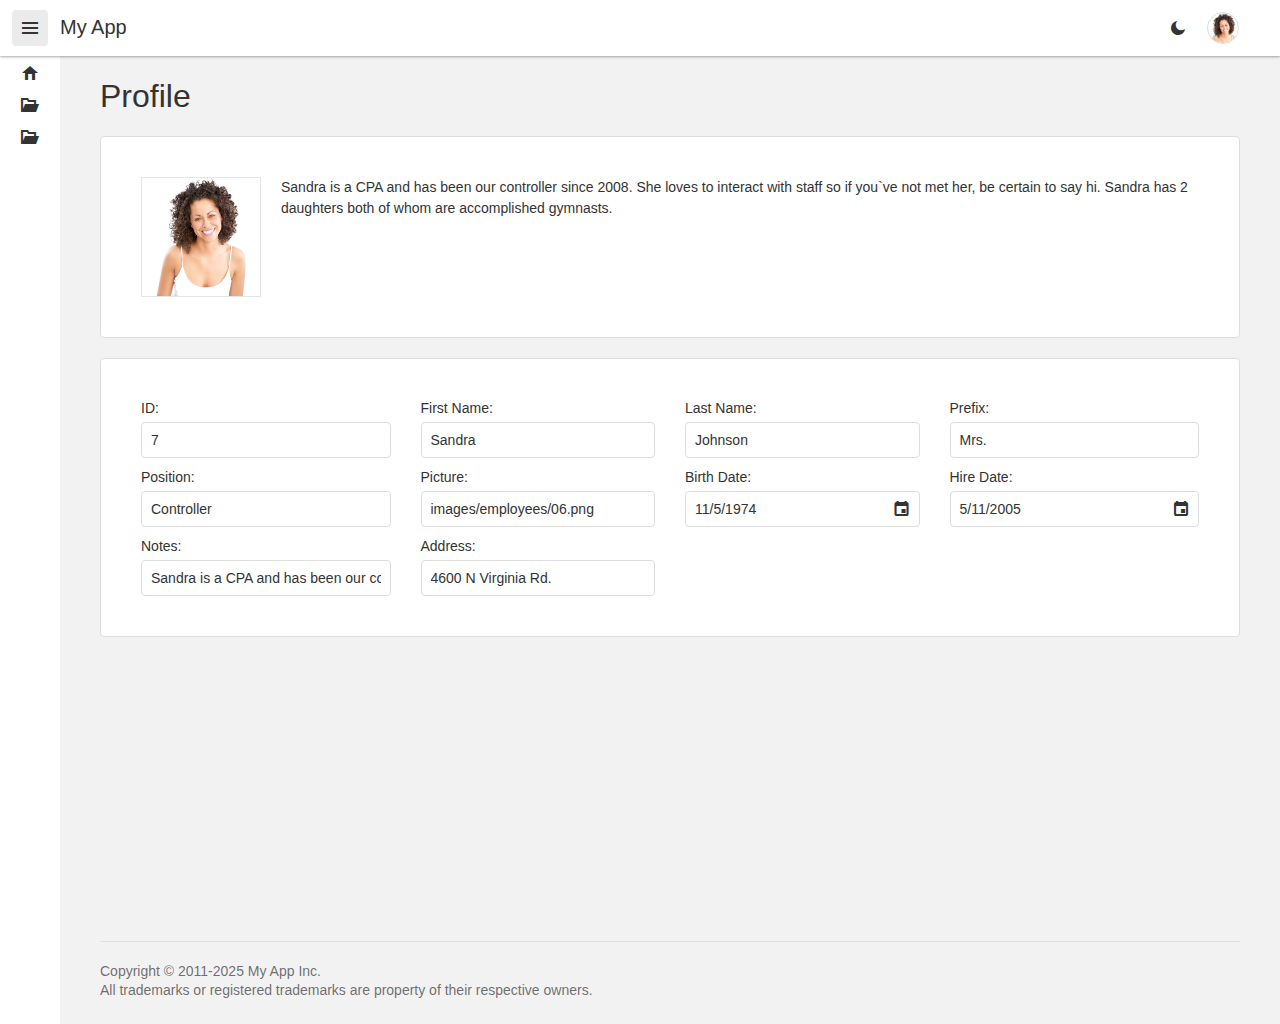 My App
Profile
Sandra is a CPA and has been our controller since 2008. She loves to interact with staff so if you`ve not met her, be certain to say hi. Sandra has 2
daughters both of whom are accomplished gymnasts.
ID: First Name: Last Name: Prefix:
7 Sandra Johnson Mrs.
Position: Picture: Birth Date: Hire Date:
Controller images/employees/06.png 11/5/1974 5/11/2005
Notes: Address:
Sandra is a CPA and has been our cc 4600 N Virginia Rd.
Copyright © 2011-2025 My App Inc.
All trademarks or registered trademarks are property of their respective owners.